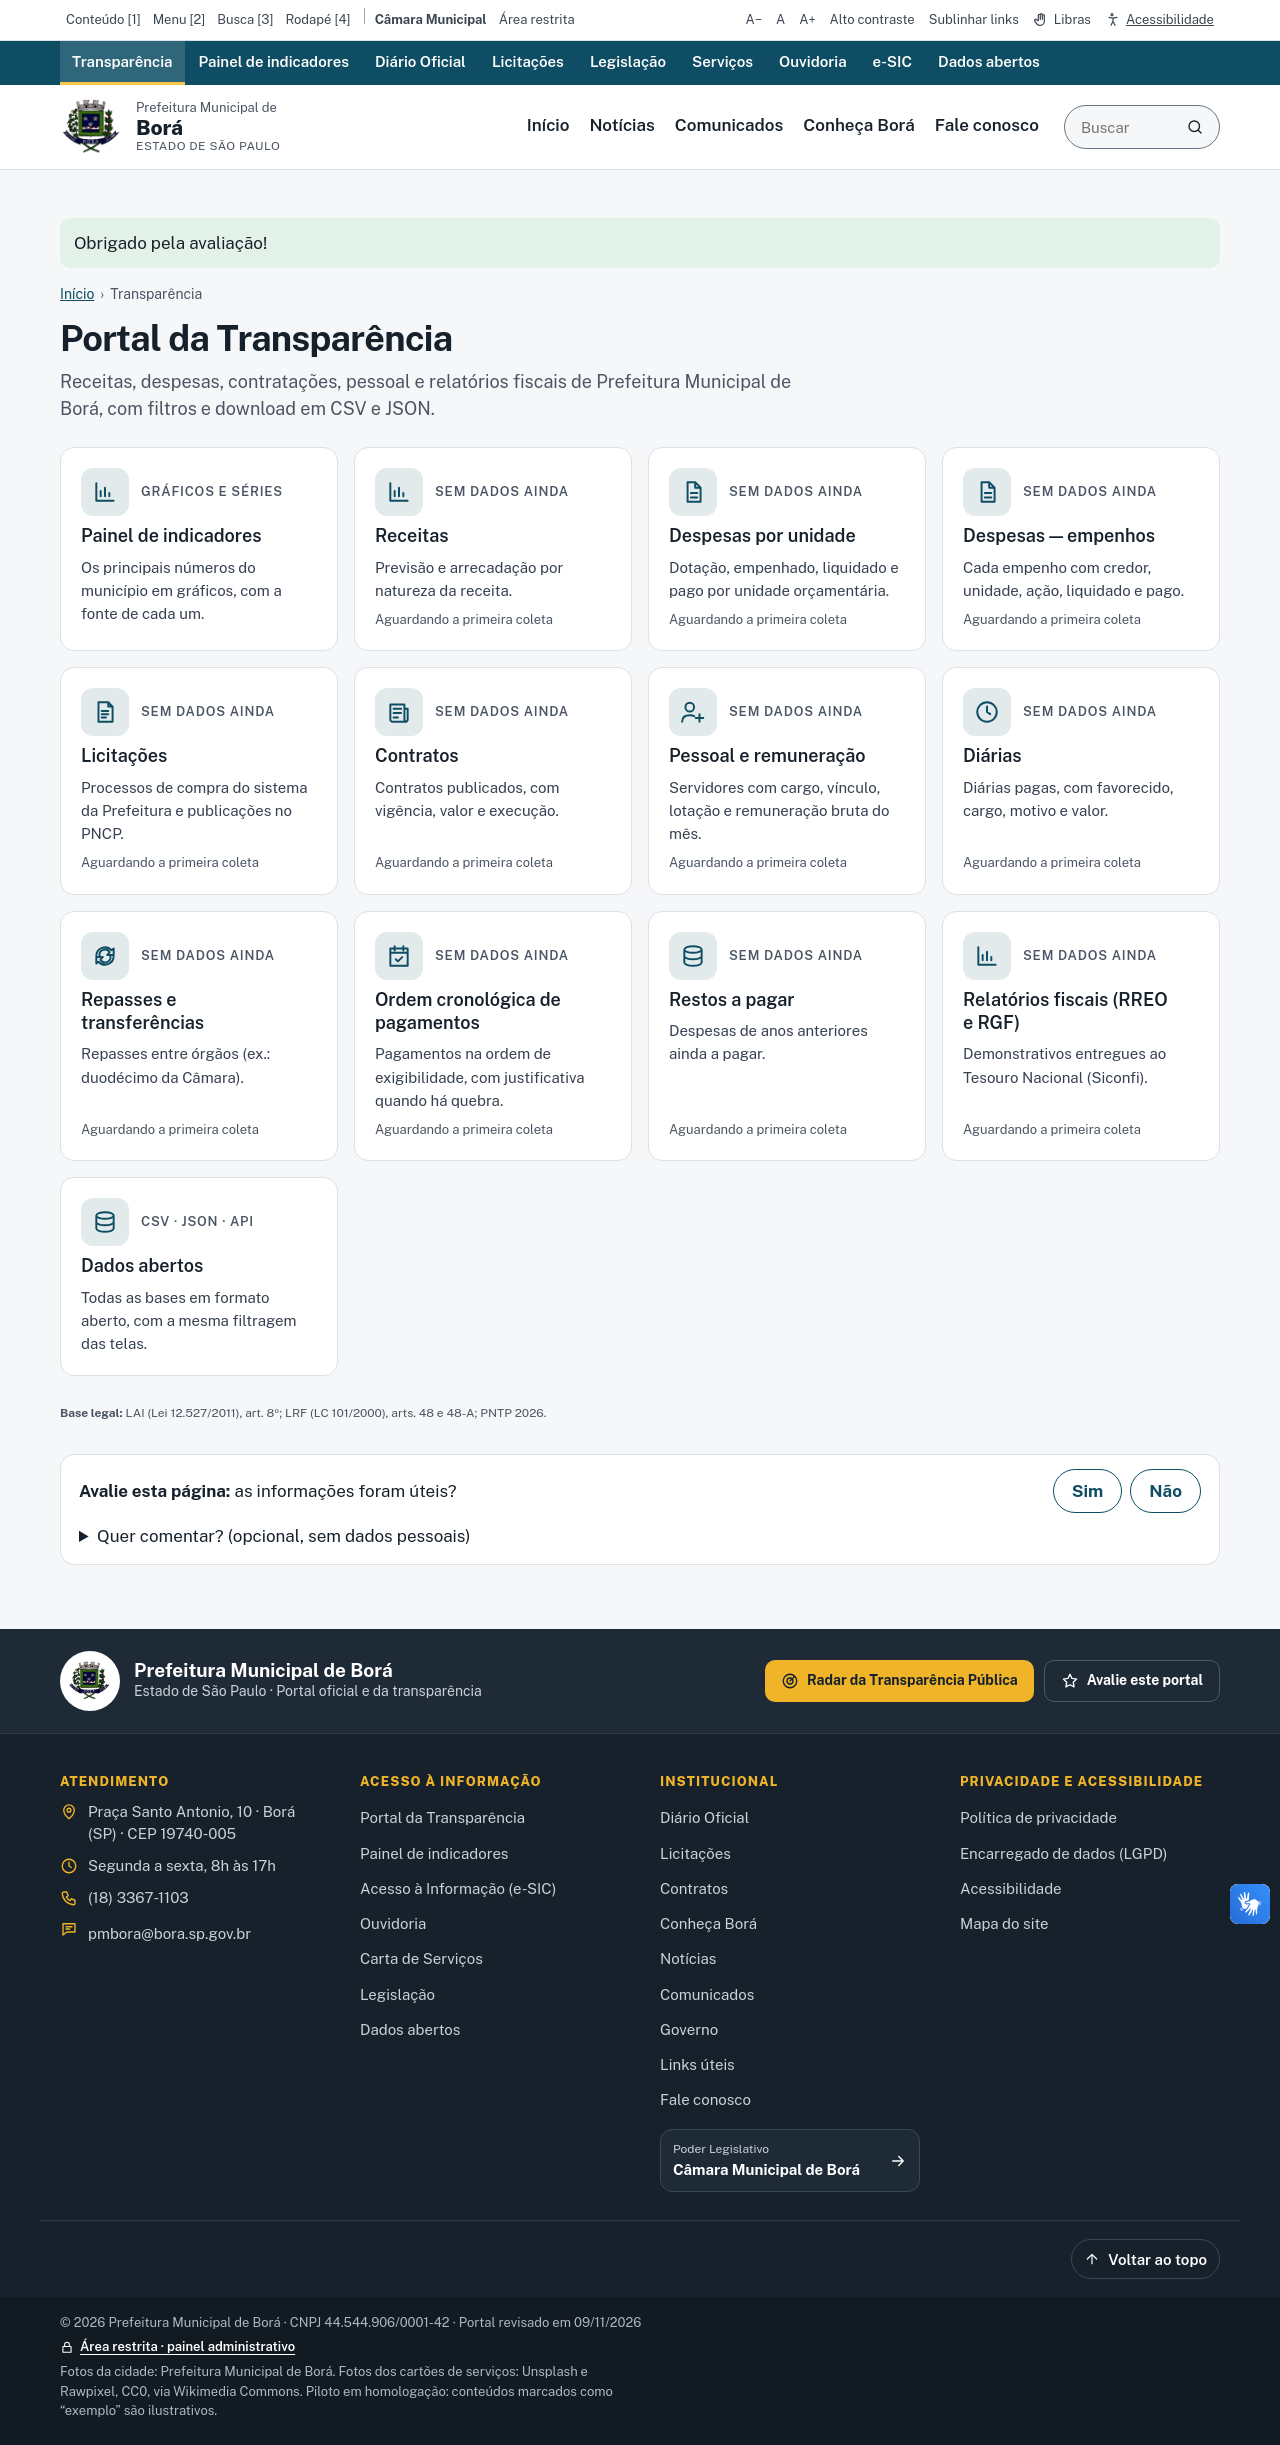 Conteúdo [1] Menu [2] Busca [3] Rodapé [4] Câmara Municipal Área restrita A− A A+ Alto contraste Sublinhar links Libras Acessibilidade
Transparência Painel de indicadores Diário Oficial Licitações Legislação Serviços Ouvidoria e-SIC Dados abertos
Prefeitura Municipal de
Borá
ESTADO DE SÃO PAULO
Início Notícias Comunicados Conheça Borá Fale conosco Buscar
Obrigado pela avaliação!
Início › Transparência
Portal da Transparência
Receitas, despesas, contratações, pessoal e relatórios fiscais de Prefeitura Municipal de
Borá, com filtros e download em CSV e JSON.
GRÁFICOS E SÉRIES
Painel de indicadores
Os principais números do
município em gráficos, com a
fonte de cada um.
SEM DADOS AINDA
Receitas
Previsão e arrecadação por
natureza da receita.
Aguardando a primeira coleta
SEM DADOS AINDA
Despesas por unidade
Dotação, empenhado, liquidado e
pago por unidade orçamentária.
Aguardando a primeira coleta
SEM DADOS AINDA
Despesas — empenhos
Cada empenho com credor,
unidade, ação, liquidado e pago.
Aguardando a primeira coleta
SEM DADOS AINDA
Licitações
Processos de compra do sistema
da Prefeitura e publicações no
PNCP.
Aguardando a primeira coleta
SEM DADOS AINDA
Contratos
Contratos publicados, com
vigência, valor e execução.
Aguardando a primeira coleta
SEM DADOS AINDA
Pessoal e remuneração
Servidores com cargo, vínculo,
lotação e remuneração bruta do
mês.
Aguardando a primeira coleta
SEM DADOS AINDA
Diárias
Diárias pagas, com favorecido,
cargo, motivo e valor.
Aguardando a primeira coleta
SEM DADOS AINDA
Repasses e
transferências
Repasses entre órgãos (ex.:
duodécimo da Câmara).
Aguardando a primeira coleta
SEM DADOS AINDA
Ordem cronológica de
pagamentos
Pagamentos na ordem de
exigibilidade, com justificativa
quando há quebra.
Aguardando a primeira coleta
SEM DADOS AINDA
Restos a pagar
Despesas de anos anteriores
ainda a pagar.
Aguardando a primeira coleta
SEM DADOS AINDA
Relatórios fiscais (RREO
e RGF)
Demonstrativos entregues ao
Tesouro Nacional (Siconfi).
Aguardando a primeira coleta
CSV · JSON · API
Dados abertos
Todas as bases em formato
aberto, com a mesma filtragem
das telas.
Base legal: LAI (Lei 12.527/2011), art. 8º; LRF (LC 101/2000), arts. 48 e 48-A; PNTP 2026.
Avalie esta página: as informações foram úteis? Sim Não
Quer comentar? (opcional, sem dados pessoais)
Prefeitura Municipal de Borá
Estado de São Paulo · Portal oficial e da transparência
Radar da Transparência Pública Avalie este portal
ATENDIMENTO
Praça Santo Antonio, 10 · Borá
(SP) · CEP 19740-005
Segunda a sexta, 8h às 17h
(18) 3367-1103
pmbora@bora.sp.gov.br
ACESSO À INFORMAÇÃO
Portal da Transparência
Painel de indicadores
Acesso à Informação (e-SIC)
Ouvidoria
Carta de Serviços
Legislação
Dados abertos
INSTITUCIONAL
Diário Oficial
Licitações
Contratos
Conheça Borá
Notícias
Comunicados
Governo
Links úteis
Fale conosco
Poder Legislativo
Câmara Municipal de Borá
PRIVACIDADE E ACESSIBILIDADE
Política de privacidade
Encarregado de dados (LGPD)
Acessibilidade
Mapa do site
Voltar ao topo
© 2026 Prefeitura Municipal de Borá · CNPJ 44.544.906/0001-42 · Portal revisado em 09/11/2026
Área restrita · painel administrativo
Fotos da cidade: Prefeitura Municipal de Borá. Fotos dos cartões de serviços: Unsplash e
Rawpixel, CC0, via Wikimedia Commons. Piloto em homologação: conteúdos marcados como
“exemplo” são ilustrativos.